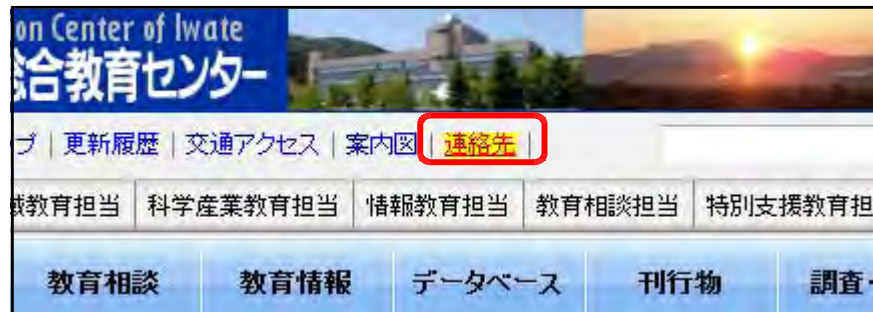 on Center of Iwate
総合教育センター
プ | 更新履歴 | 交通アクセス | 案内図 | 連絡先 |
域教育担当 科学産業教育担当 情報教育担当 教育相談担当 特別支援教育担
教育相談 教育情報 データベース 刊行物 調査・